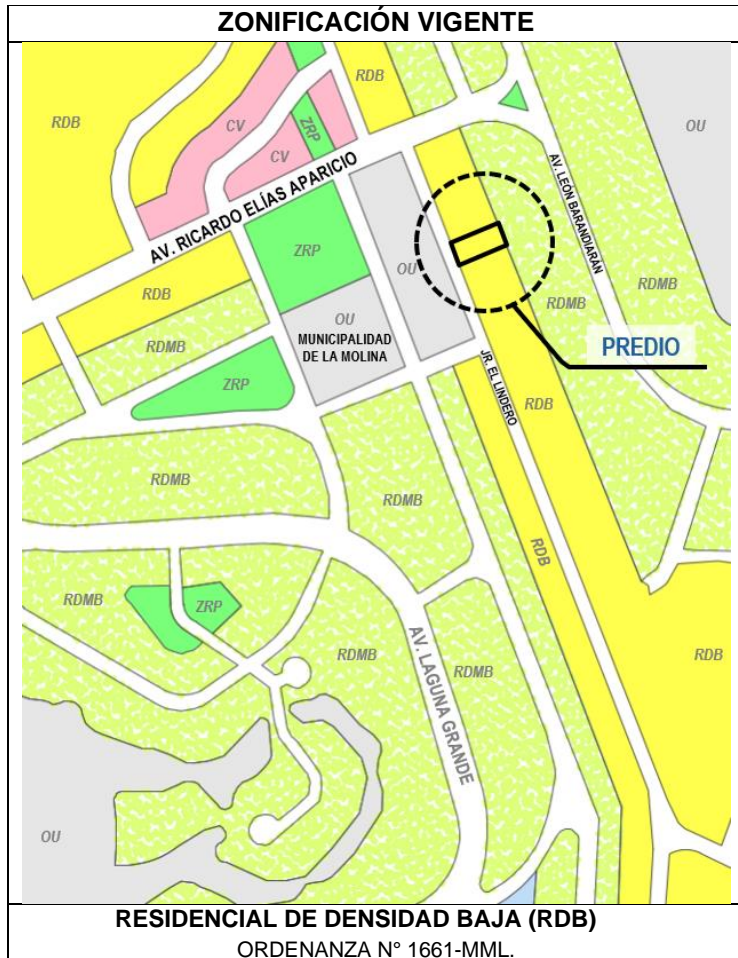 ZONIFICACIÓN VIGENTE
RDB
RDB
CV
ZRP
CV
OU
AV. RICARDO ELÍAS APARICIO
AV. LEÓN BARANDIARÁN
ZRP
OU
RDB
RDMB
RDMB
OU
MUNICIPALIDAD
DE LA MOLINA
RDMB
PREDIO
JR. EL LINDERO
ZRP
RDB
RDMB
RDMB
RDB
RDMB
ZRP
RDMB
AV. LAGUNA GRANDE
RDMB
RDB
OU
RESIDENCIAL DE DENSIDAD BAJA (RDB)
ORDENANZA N° 1661-MML.